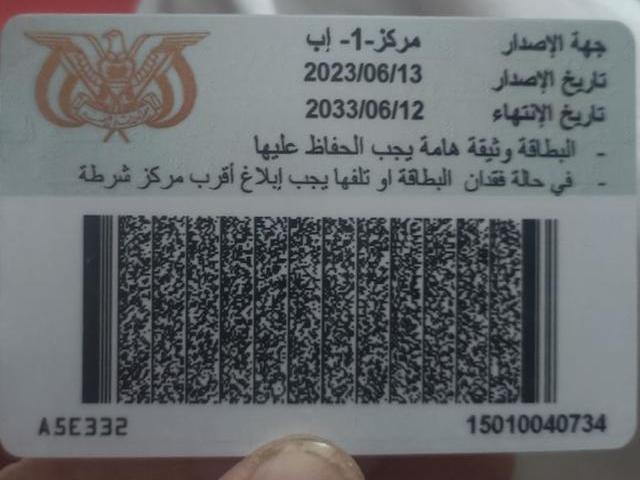 جهة الإصدار مركز-1- إب
تاريخ الإصدار 2023/06/13
تاريخ الإنتهاء 2033/06/12
- البطاقة وثيقة هامة يجب الحفاظ عليها
- في حالة فقدان البطاقة او تلفها يجب إبلاغ أقرب مركز شرطة
A5E332 15010040734